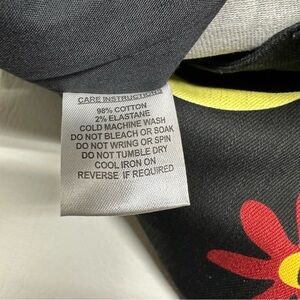 CARE INSTRUCTIONS
98% COTTON
2% ELASTANE
COLD MACHINE WASH
DO NOT BLEACH OR SOAK
DO NOT WRING OR SPIN
DO NOT TUMBLE DRY
COOL IRON ON
REVERSE IF REQUIRED